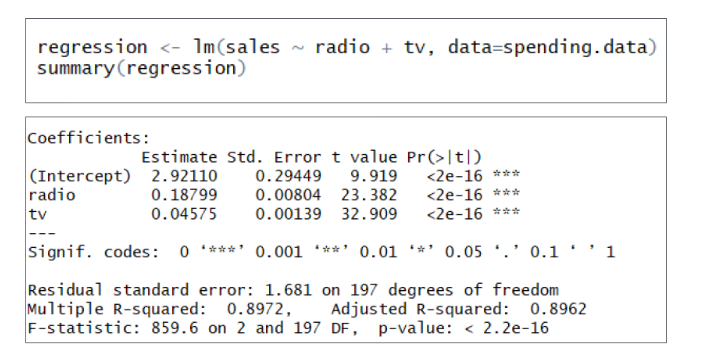 regression <- lm(sales ~ radio + tv, data=spending.data)
summary(regression)
Coefficients:
Estimate Std. Error t value Pr(>|t|)
(Intercept) 2.92110 0.29449 9.919 <2e-16 ***
radio 0.18799 0.00804 23.382 <2e-16 ***
tv 0.04575 0.00139 32.909 <2e-16 ***
---
Signif. codes: 0 ‘***’ 0.001 ‘**’ 0.01 ‘*’ 0.05 ‘.’ 0.1 ‘ ’ 1
Residual standard error: 1.681 on 197 degrees of freedom
Multiple R-squared: 0.8972, Adjusted R-squared: 0.8962
F-statistic: 859.6 on 2 and 197 DF, p-value: < 2.2e-16